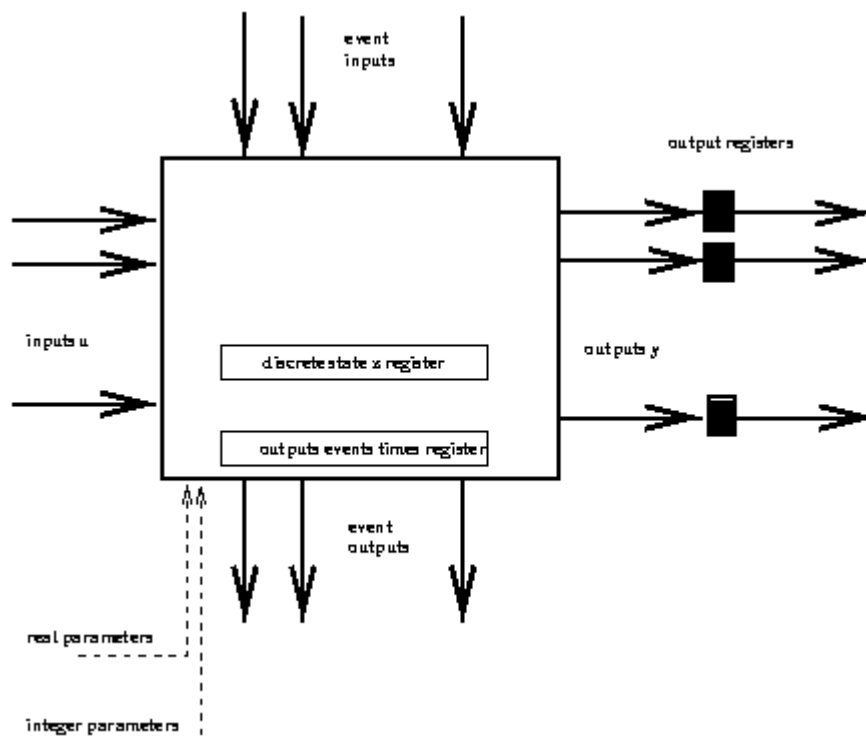 event
inputs
output registers
inputs u
discrete state z register
outputs y
outputs events times register
event
outputs
real parameters
integer parameters